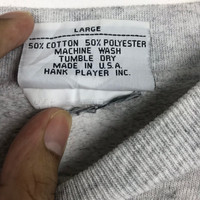 LARGE
50% COTTON 50% POLYESTER
MACHINE WASH
TUMBLE DRY
MADE IN U.S.A.
HANK PLAYER INC.